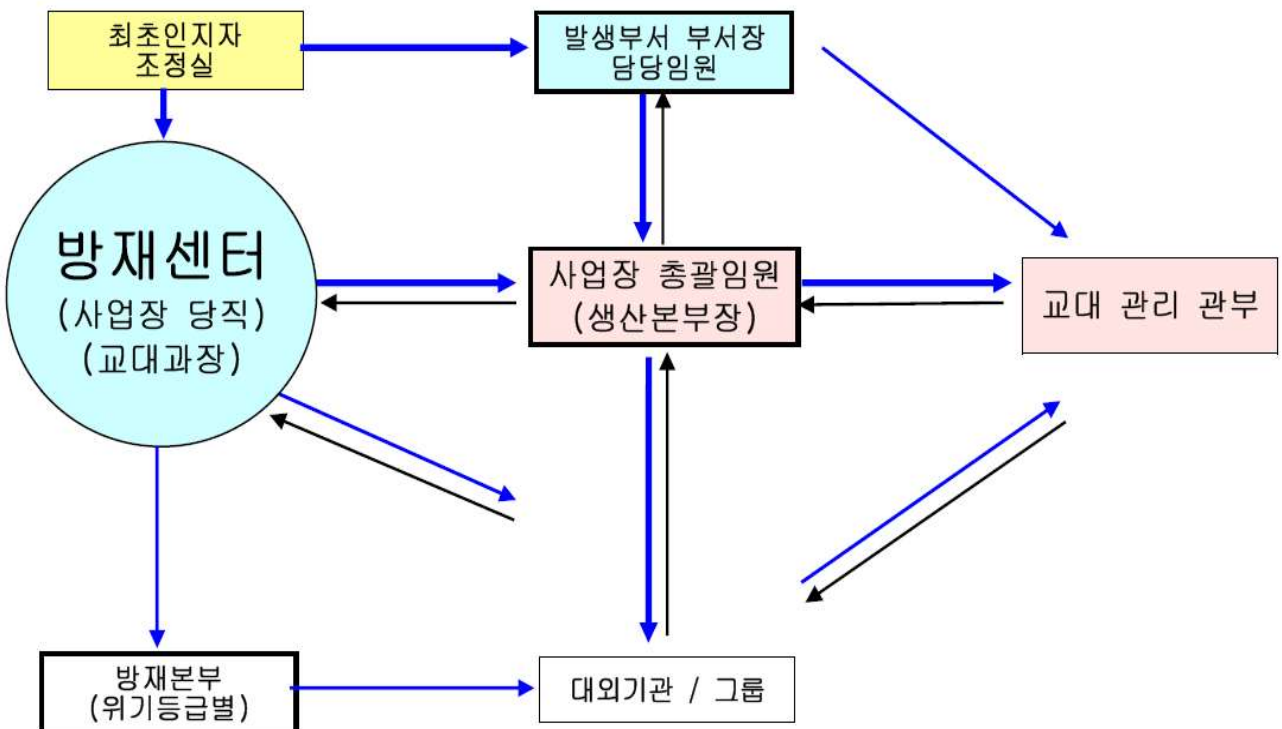 최초인지자
조정실
발생부서 부서장
담당임원
방재센터
(사업장 당직)
(교대과장)
사업장 총괄임원
(생산본부장)
교대 관리 관부
방재본부
(위기등급별)
대외기관 / 그룹